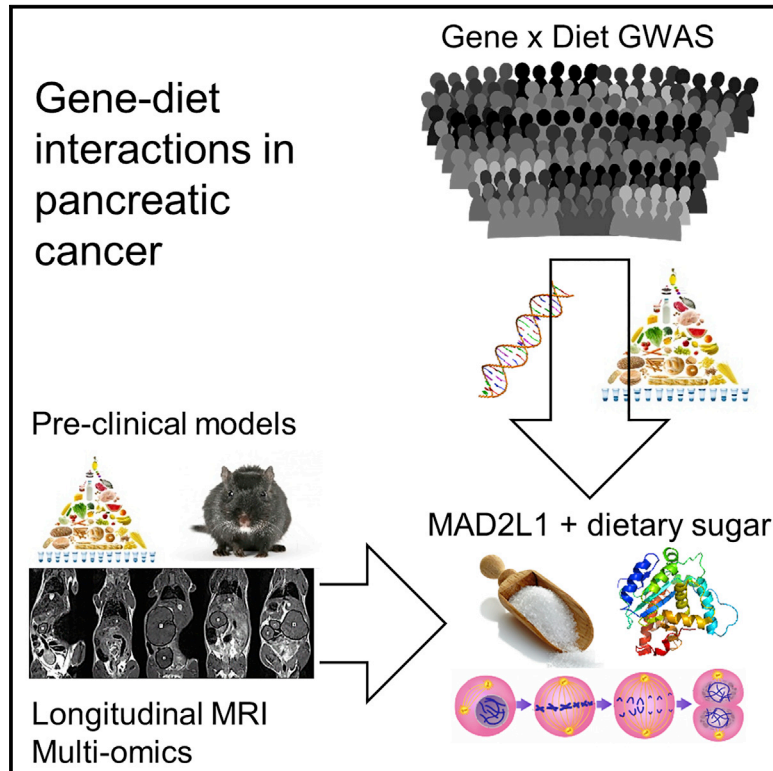 Gene x Diet GWAS
Gene-diet
interactions in
pancreatic
cancer
Pre-clinical models
MAD2L1 + dietary sugar
Longitudinal MRI
Multi-omics